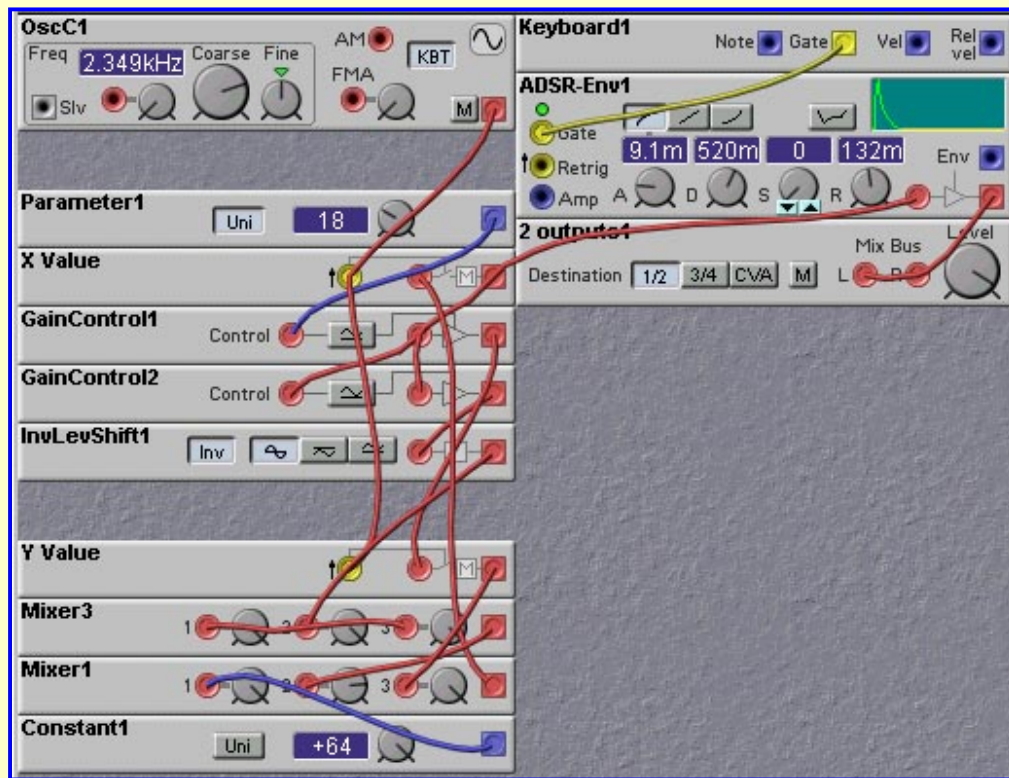 OscC1
Freq 2.349kHz Coarse Fine
AM
KBT
FMA
Slv
M
Parameter1
Uni 18
X Value
M
GainControl1
Control
GainControl2
Control
InvLevShift1
Inv
Y Value
M
Mixer3
1 2 3
Mixer1
1 2 3
Constant1
Uni +64
Keyboard1
Note Gate Vel Rel vel
ADSR-Env1
Gate
Retrig
Amp
9.1m 520m 0 132m
A D S R
Env
2 outputs1
Mix Bus Level
Destination 1/2 3/4 CVA M L R